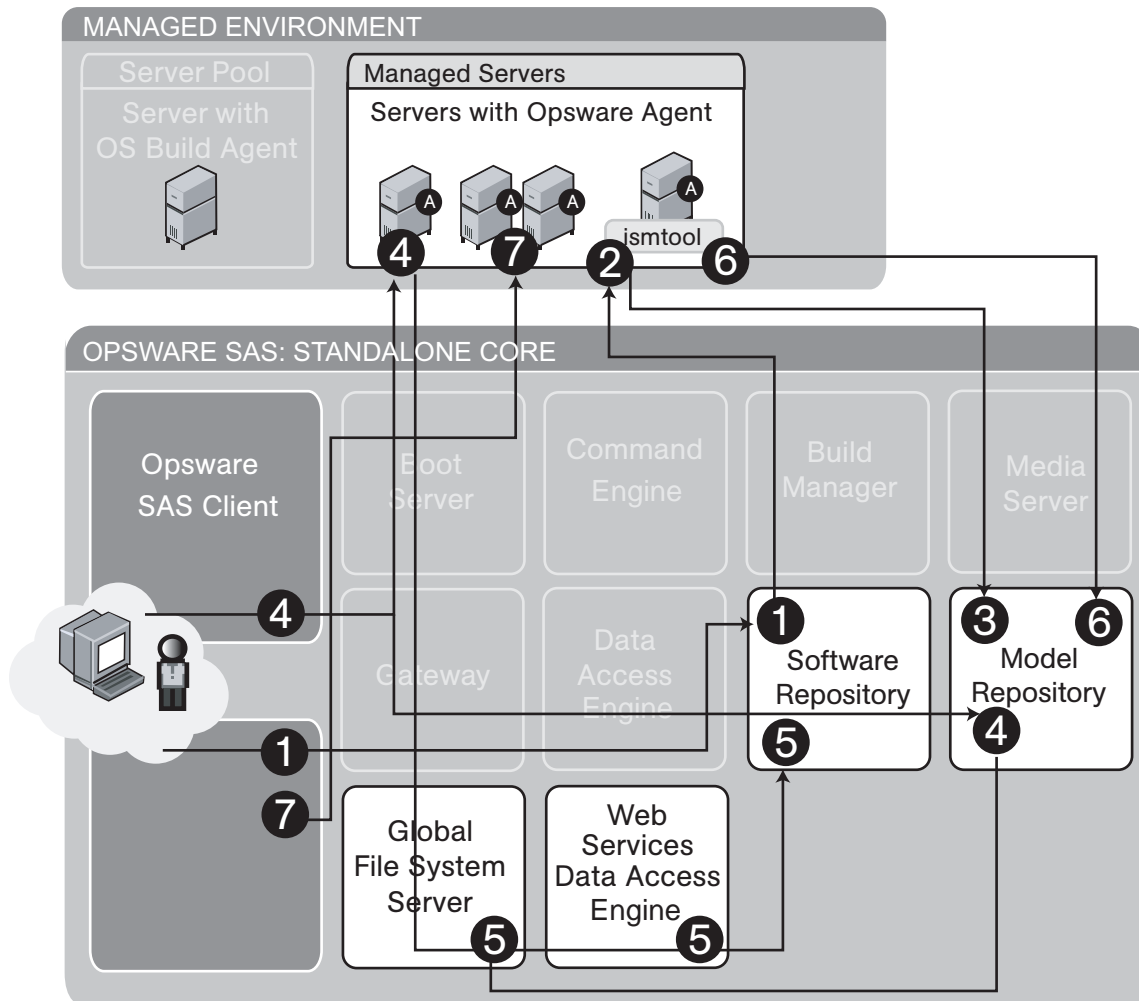 MANAGED ENVIRONMENT
Server Pool
Server with
OS Build Agent
Managed Servers
Servers with Opsware Agent
A
A
A
A
ismtool
4
7
2
6
OPSWARE SAS: STANDALONE CORE
Opsware
SAS Client
Boot
Server
Command
Engine
Build
Manager
Media
Server
4
1
7
Gateway
Data
Access
Engine
1
Software
Repository
5
3
6
Model
Repository
4
Global
File System
Server
5
Web
Services
Data Access
Engine
5